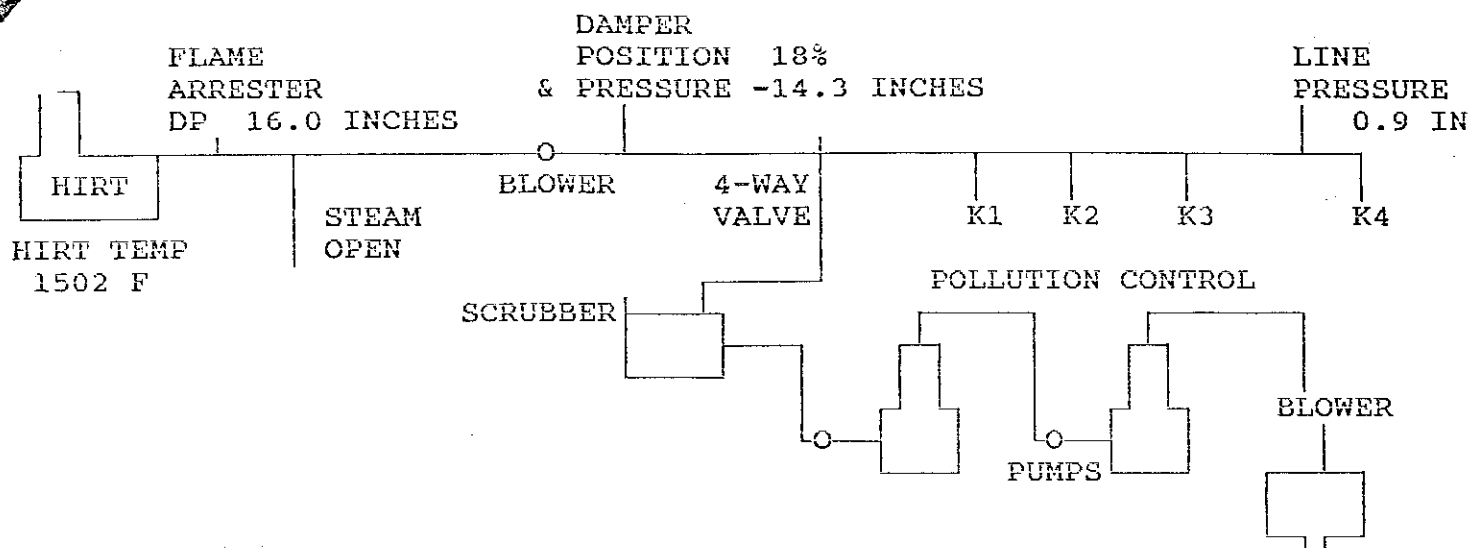 DAMPER
FLAME POSITION 18% LINE
ARRESTER & PRESSURE -14.3 INCHES PRESSURE
DP 16.0 INCHES 0.9 IN
HIRT BLOWER 4-WAY
STEAM VALVE K1 K2 K3 K4
HIRT TEMP OPEN
1502 F POLLUTION CONTROL
SCRUBBER
BLOWER
PUMPS